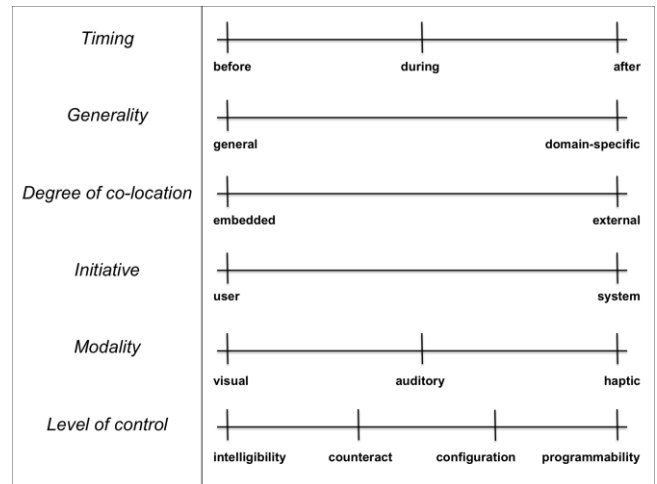 Timing
before during after
Generality
general domain-specific
Degree of co-location
embedded external
Initiative
user system
Modality
visual auditory haptic
Level of control
intelligibility counteract configuration programmability